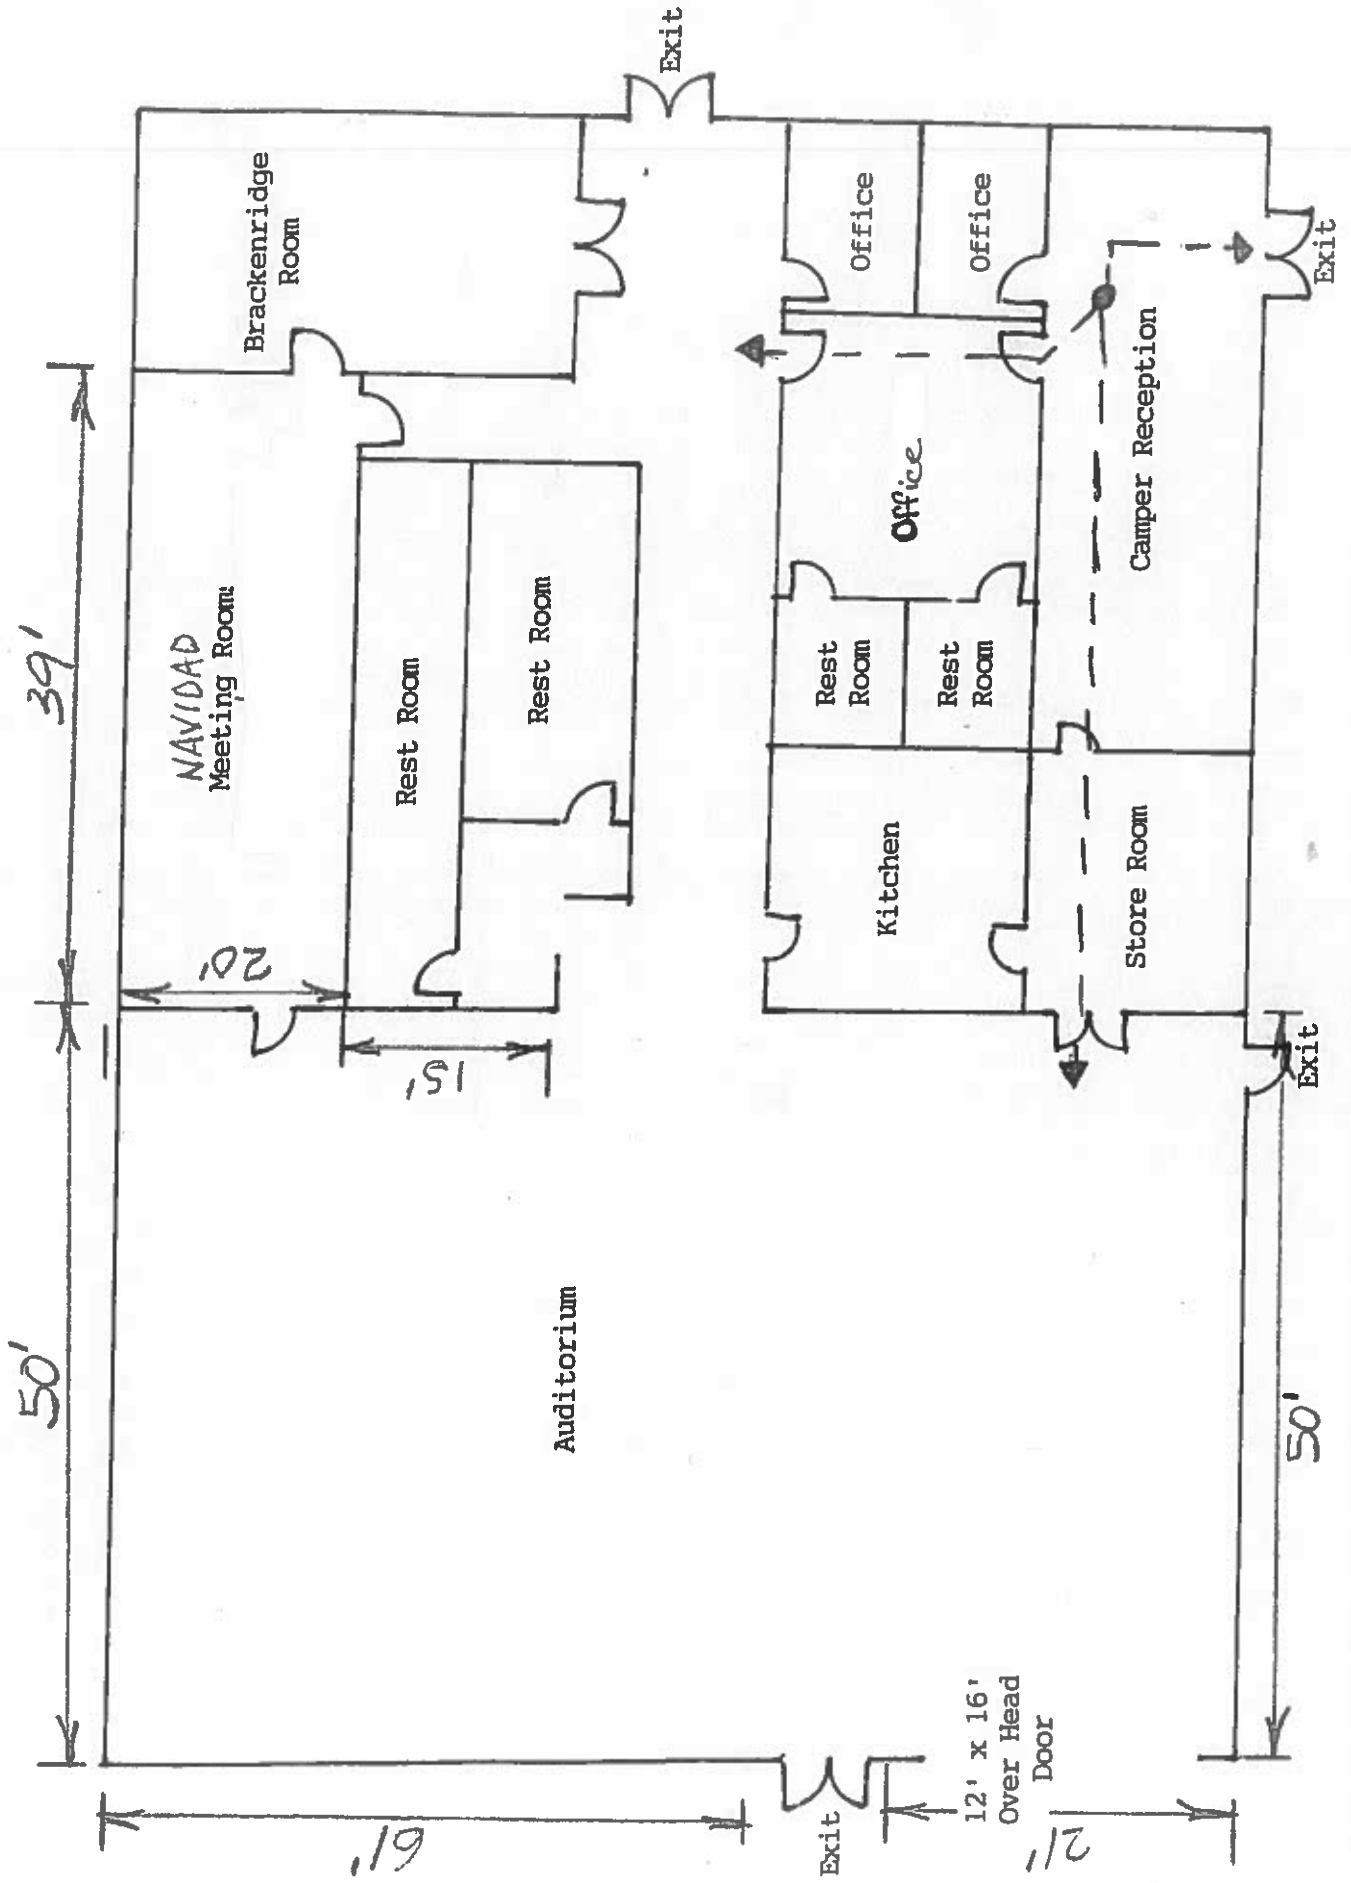 Exit
Brackenridge
Room
Office
Office
Exit
39'
NAVIDAD
Meeting Room
Rest Room
Rest Room
Office
Camper Reception
Rest
Room
Rest
Room
Kitchen
Store Room
20'
15'
Exit
50'
Auditorium
50'
61'
Exit
12' x 16'
Over Head
Door
21'